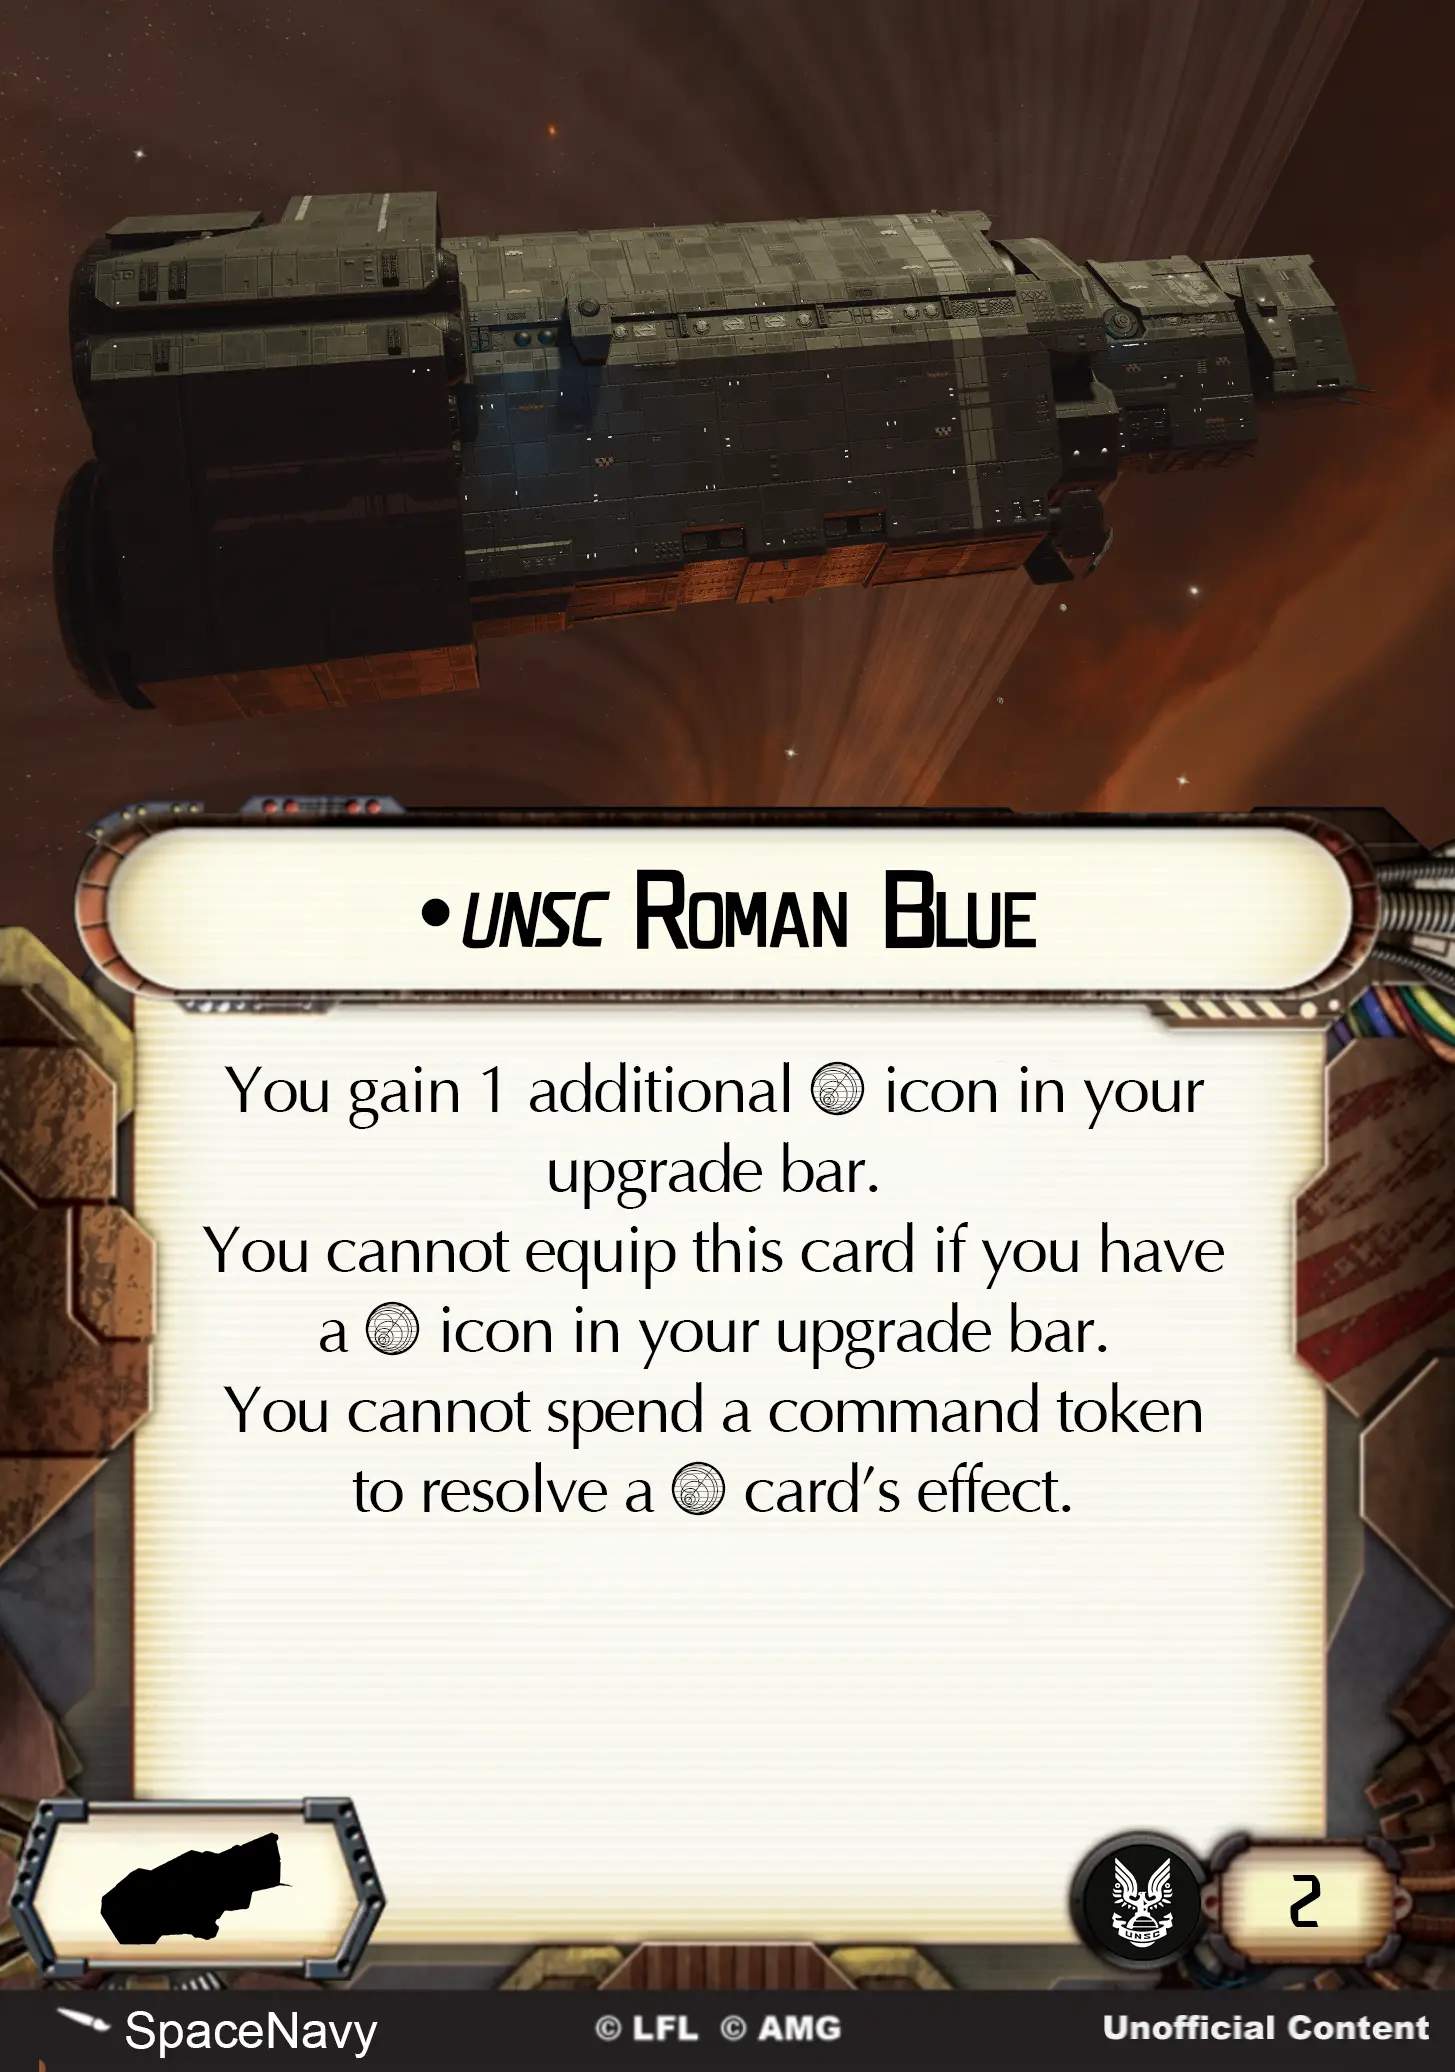 •UNSC ROMAN BLUE
You gain 1 additional icon in your
upgrade bar.
You cannot equip this card if you have
a icon in your upgrade bar.
You cannot spend a command token
to resolve a card’s effect.
UNSC
2
SpaceNavy
© LFL © AMG
Unofficial Content